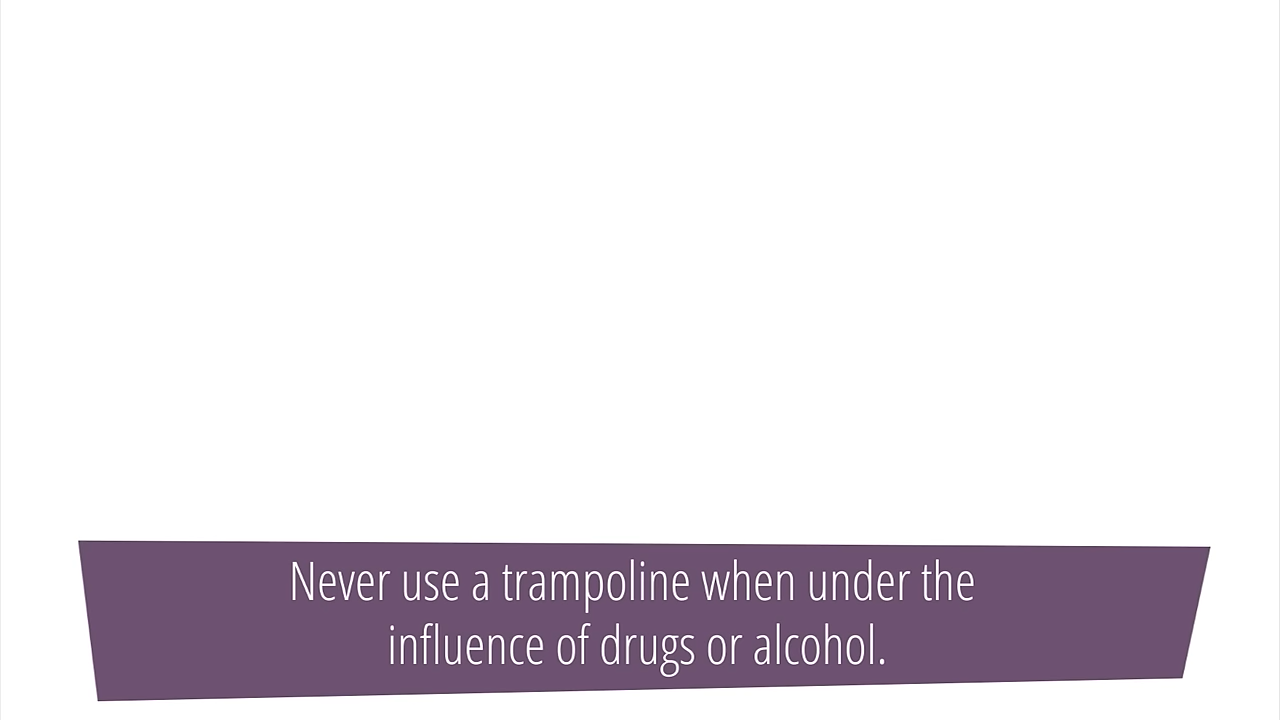 Never use a trampoline when under the
influence of drugs or alcohol.